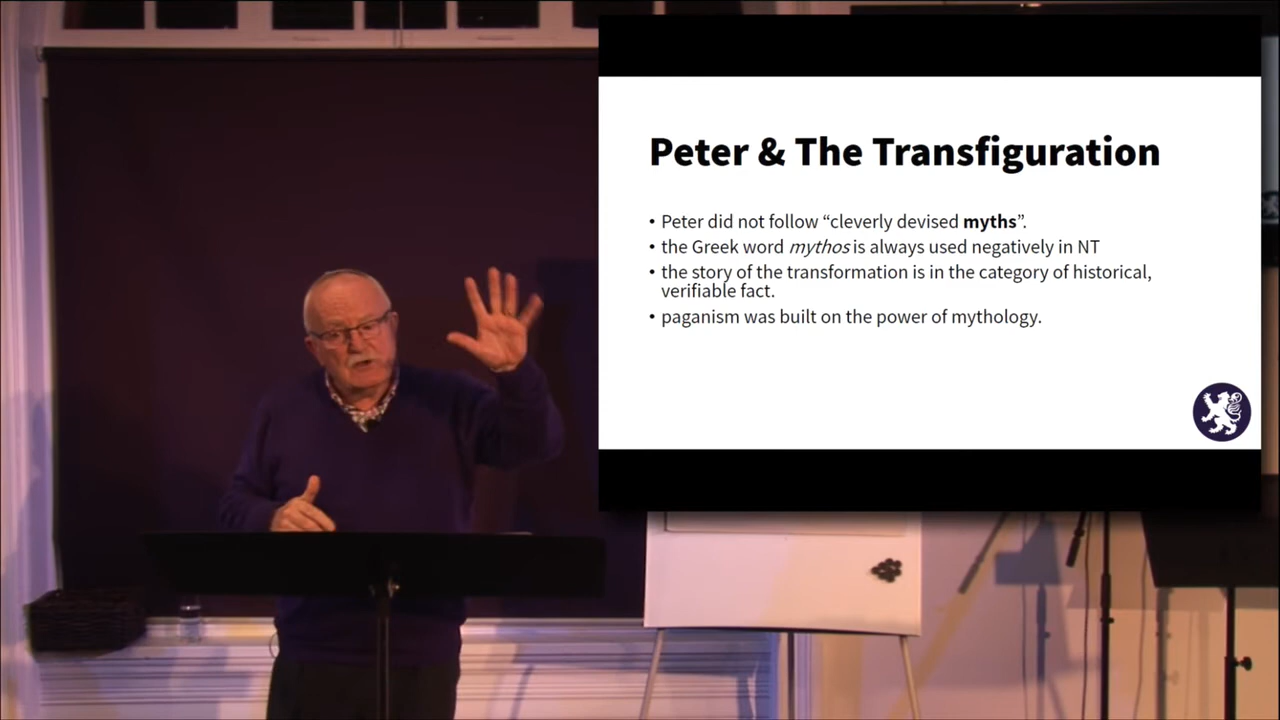 Peter & The Transfiguration
• Peter did not follow “cleverly devised myths”.
• the Greek word mythos is always used negatively in NT
• the story of the transformation is in the category of historical,
verifiable fact.
• paganism was built on the power of mythology.